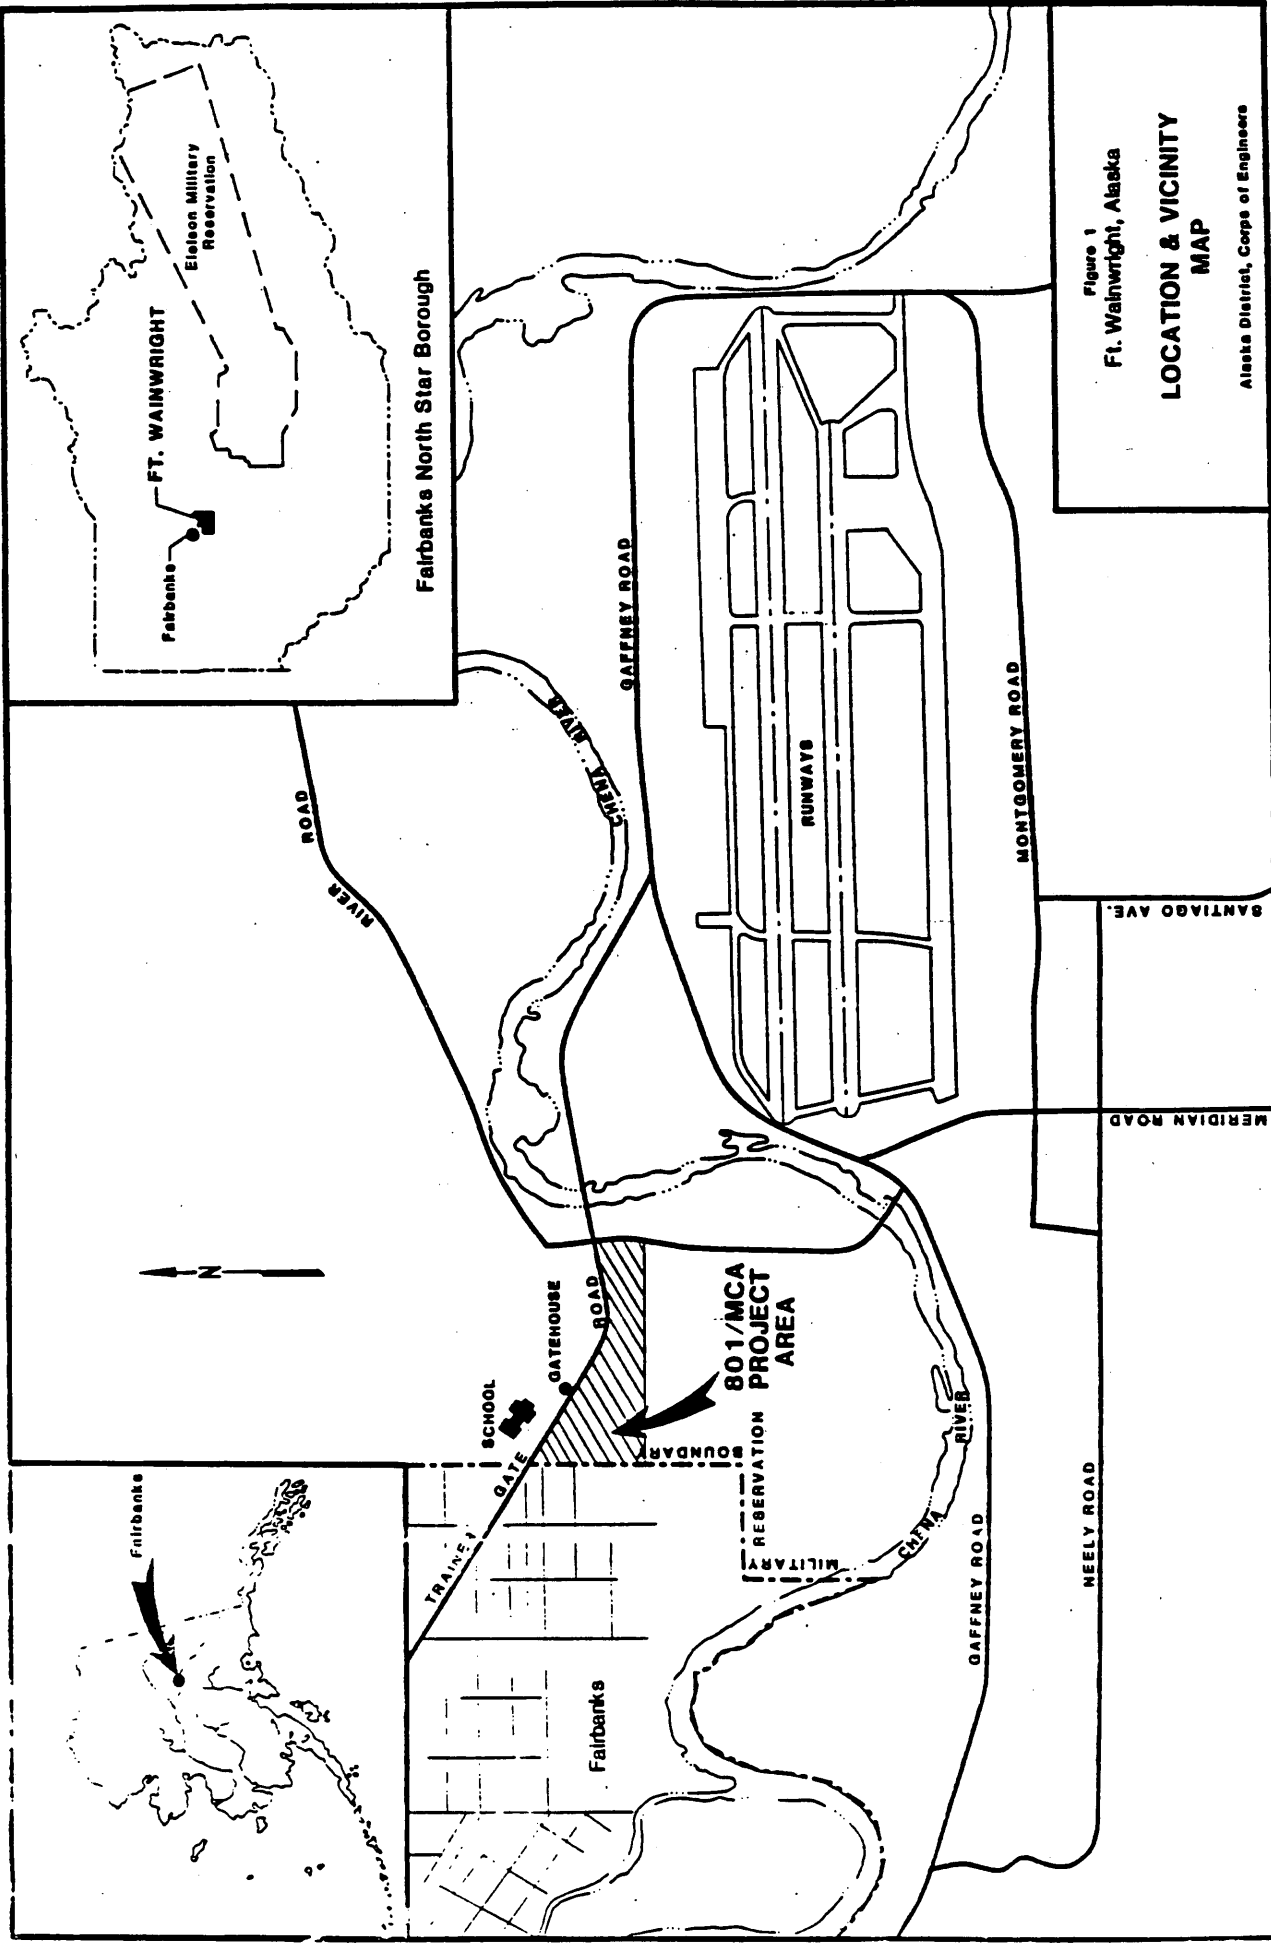 Fairbanks
Fairbanks
FT. WAINWRIGHT
Eielson Military
Reservation
Fairbanks North Star Borough
N
RIVER
ROAD
SCHOOL
GATEHOUSE
TRAINER
GATE
ROAD
801/MCA
PROJECT
AREA
MILITARY
RESERVATION
BOUNDARY
Fairbanks
CHENA
RIVER
CHENA
RIVER
GAFFNEY ROAD
RUNWAYS
MONTGOMERY ROAD
GAFFNEY ROAD
NEELY ROAD
MERIDIAN ROAD
SANTIAGO AVE.
Figure 1
Ft. Wainwright, Alaska
LOCATION & VICINITY
MAP
Alaska District, Corps of Engineers